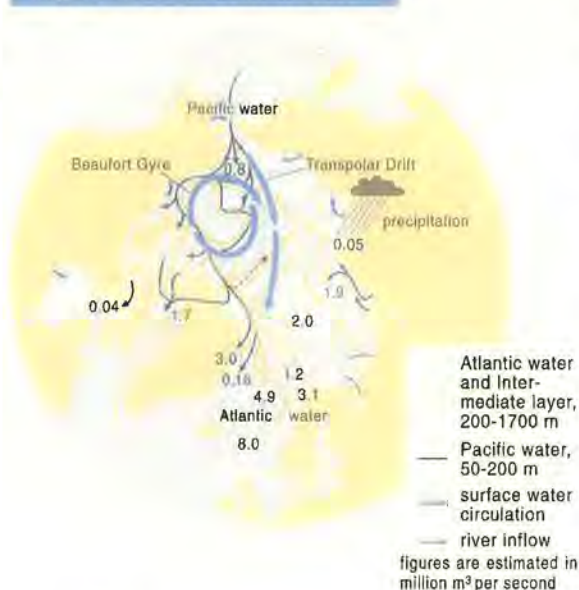 Pacific water
Beaufort Gyre
Transpolar Drift
0.8
precipitation
0.05
1.9
0.04
1.7
2.0
3.0
0.16
1.2
4.9 3.1
Atlantic water
8.0
Atlantic water
and Inter-
mediate layer,
200-1700 m
Pacific water,
50-200 m
surface water
circulation
river inflow
figures are estimated in
million m³ per second